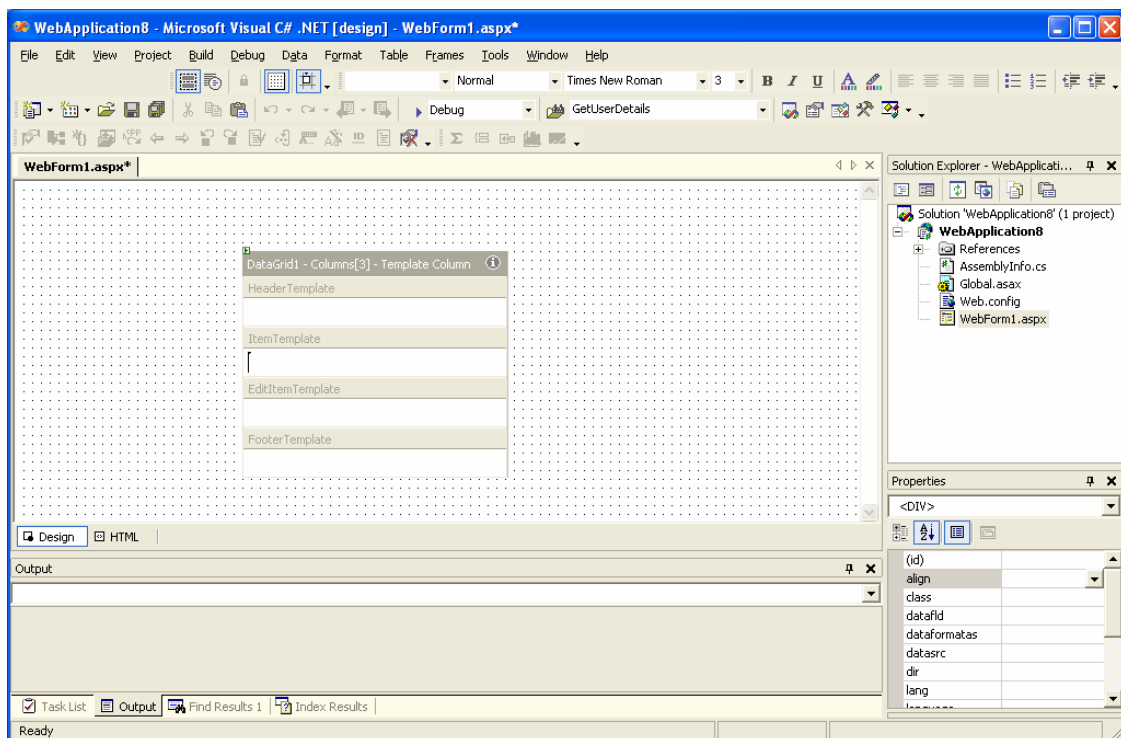 WebApplication8 - Microsoft Visual C# .NET [design] - WebForm1.aspx*
File Edit View Project Build Debug Data Format Table Frames Tools Window Help
Normal Times New Roman 3 B I U A
Debug GetUserDetails
WebForm1.aspx*
DataGrid1 - Columns[3] - Template Column
HeaderTemplate
ItemTemplate
EditItemTemplate
FooterTemplate
Design HTML
Output
Task List Output Find Results 1 Index Results
Ready
Solution Explorer - WebApplicati...
Solution 'WebApplication8' (1 project)
WebApplication8
References
AssemblyInfo.cs
Global.asax
Web.config
WebForm1.aspx
Properties
<DIV>
(id)
align
class
datafld
dataformatas
datasrc
dir
lang